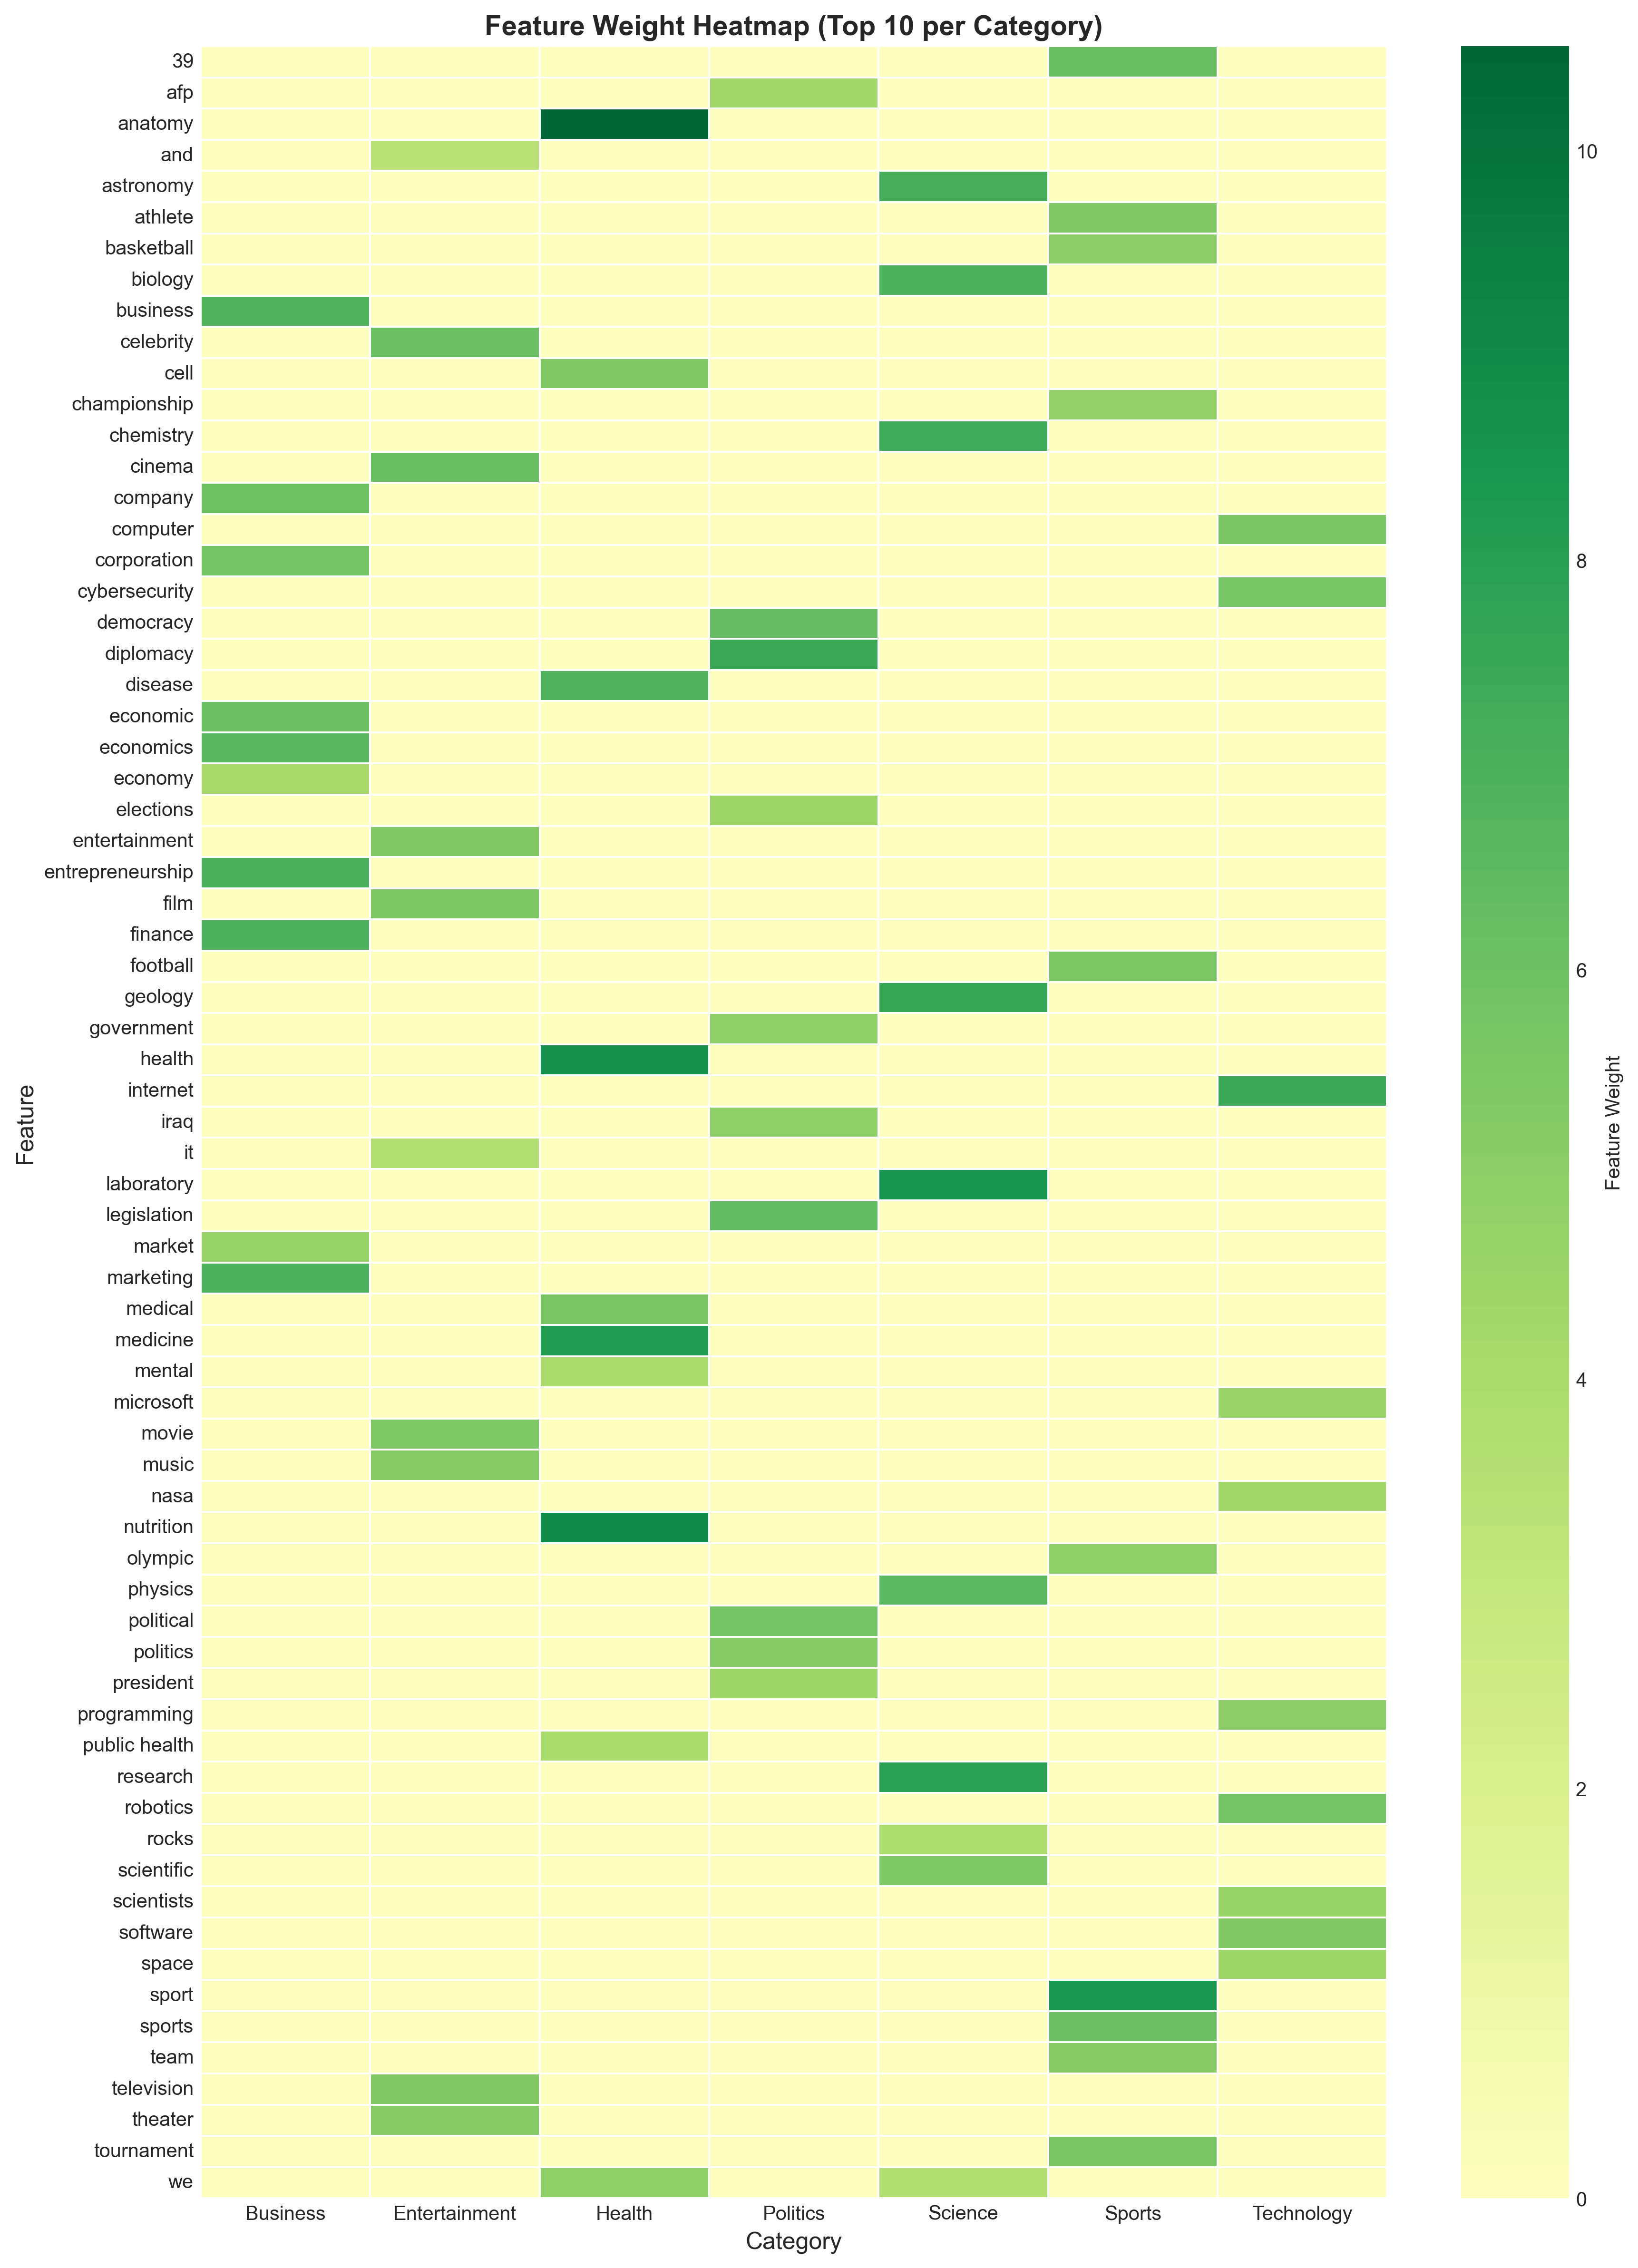 Feature Weight Heatmap (Top 10 per Category)
39
afp
anatomy
and
astronomy
athlete
basketball
biology
business
celebrity
cell
championship
chemistry
cinema
company
computer
corporation
cybersecurity
democracy
diplomacy
disease
economic
economics
economy
elections
entertainment
entrepreneurship
film
finance
football
geology
government
health
internet
iraq
it
laboratory
legislation
market
marketing
medical
medicine
mental
microsoft
movie
music
nasa
nutrition
olympic
physics
political
politics
president
programming
public health
research
robotics
rocks
scientific
scientists
software
space
sport
sports
team
television
theater
tournament
we
Feature
Business Entertainment Health Politics Science Sports Technology
Category
10
8
6
4
2
0
Feature Weight